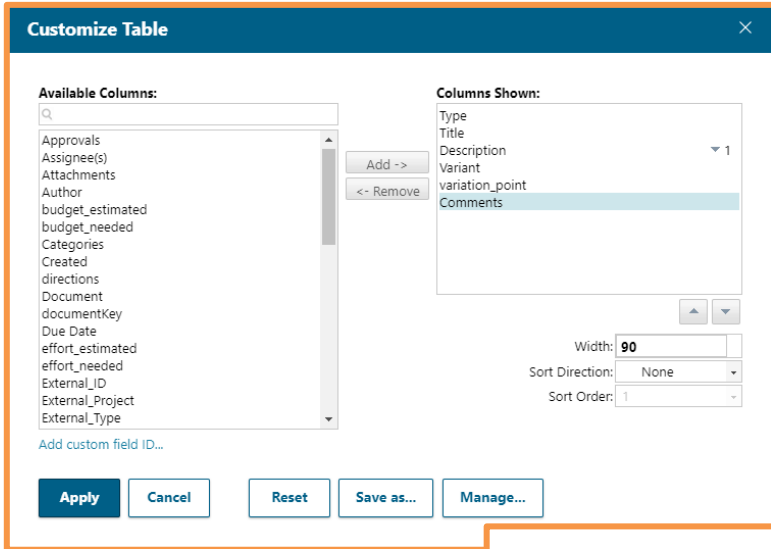 Customize Table
Available Columns:
Approvals
Assignee(s)
Attachments
Author
budget_estimated
budget_needed
Categories
Created
directions
Document
documentKey
Due Date
effort_estimated
effort_needed
External_ID
External_Project
External_Type
Add custom field ID...
Add ->
<- Remove
Columns Shown:
Type
Title
Description 1
Variant
variation_point
Comments
Width: 90
Sort Direction: None
Sort Order: 1
Apply Cancel Reset Save as... Manage...